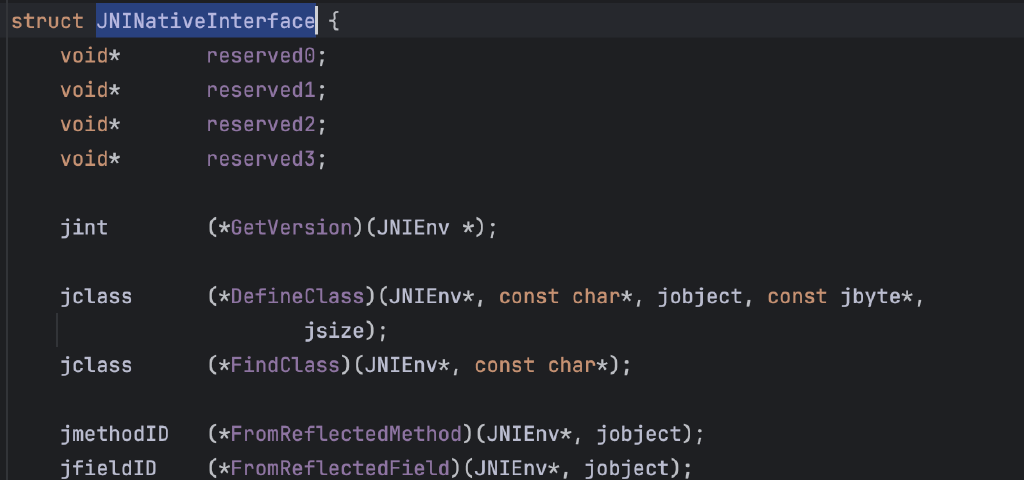 struct JNINativeInterface {
void* reserved0;
void* reserved1;
void* reserved2;
void* reserved3;
jint (*GetVersion)(JNIEnv *);
jclass (*DefineClass)(JNIEnv*, const char*, jobject, const jbyte*,
jsize);
jclass (*FindClass)(JNIEnv*, const char*);
jmethodID (*FromReflectedMethod)(JNIEnv*, jobject);
jfieldID (*FromReflectedField)(JNIEnv*, jobject);